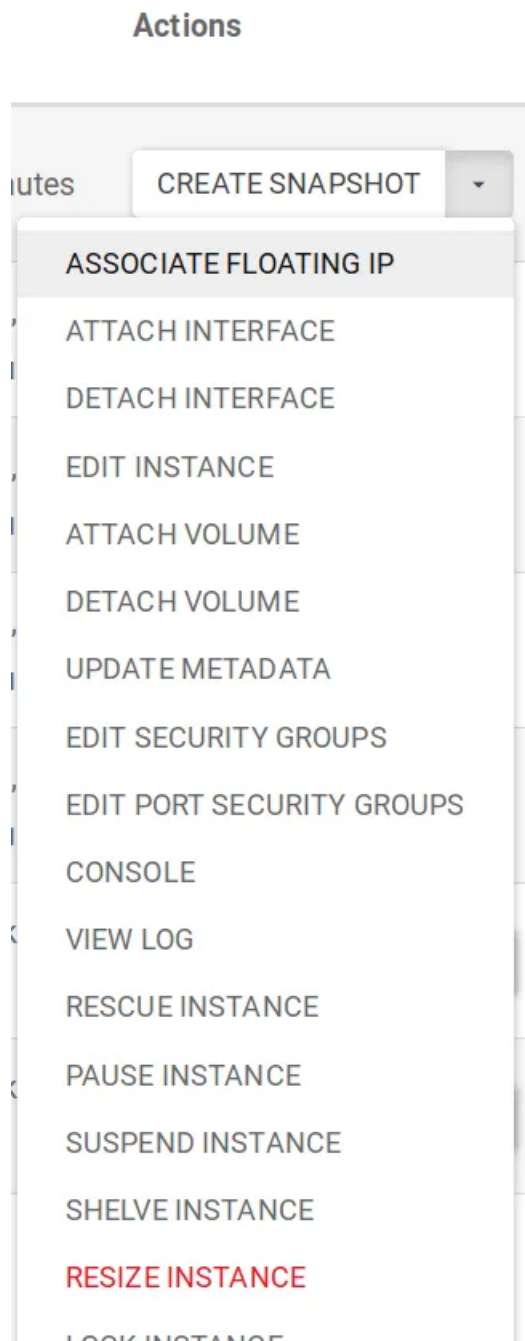 Actions
CREATE SNAPSHOT
ASSOCIATE FLOATING IP
ATTACH INTERFACE
DETACH INTERFACE
EDIT INSTANCE
ATTACH VOLUME
DETACH VOLUME
UPDATE METADATA
EDIT SECURITY GROUPS
EDIT PORT SECURITY GROUPS
CONSOLE
VIEW LOG
RESCUE INSTANCE
PAUSE INSTANCE
SUSPEND INSTANCE
SHELVE INSTANCE
RESIZE INSTANCE
LOCK INSTANCE